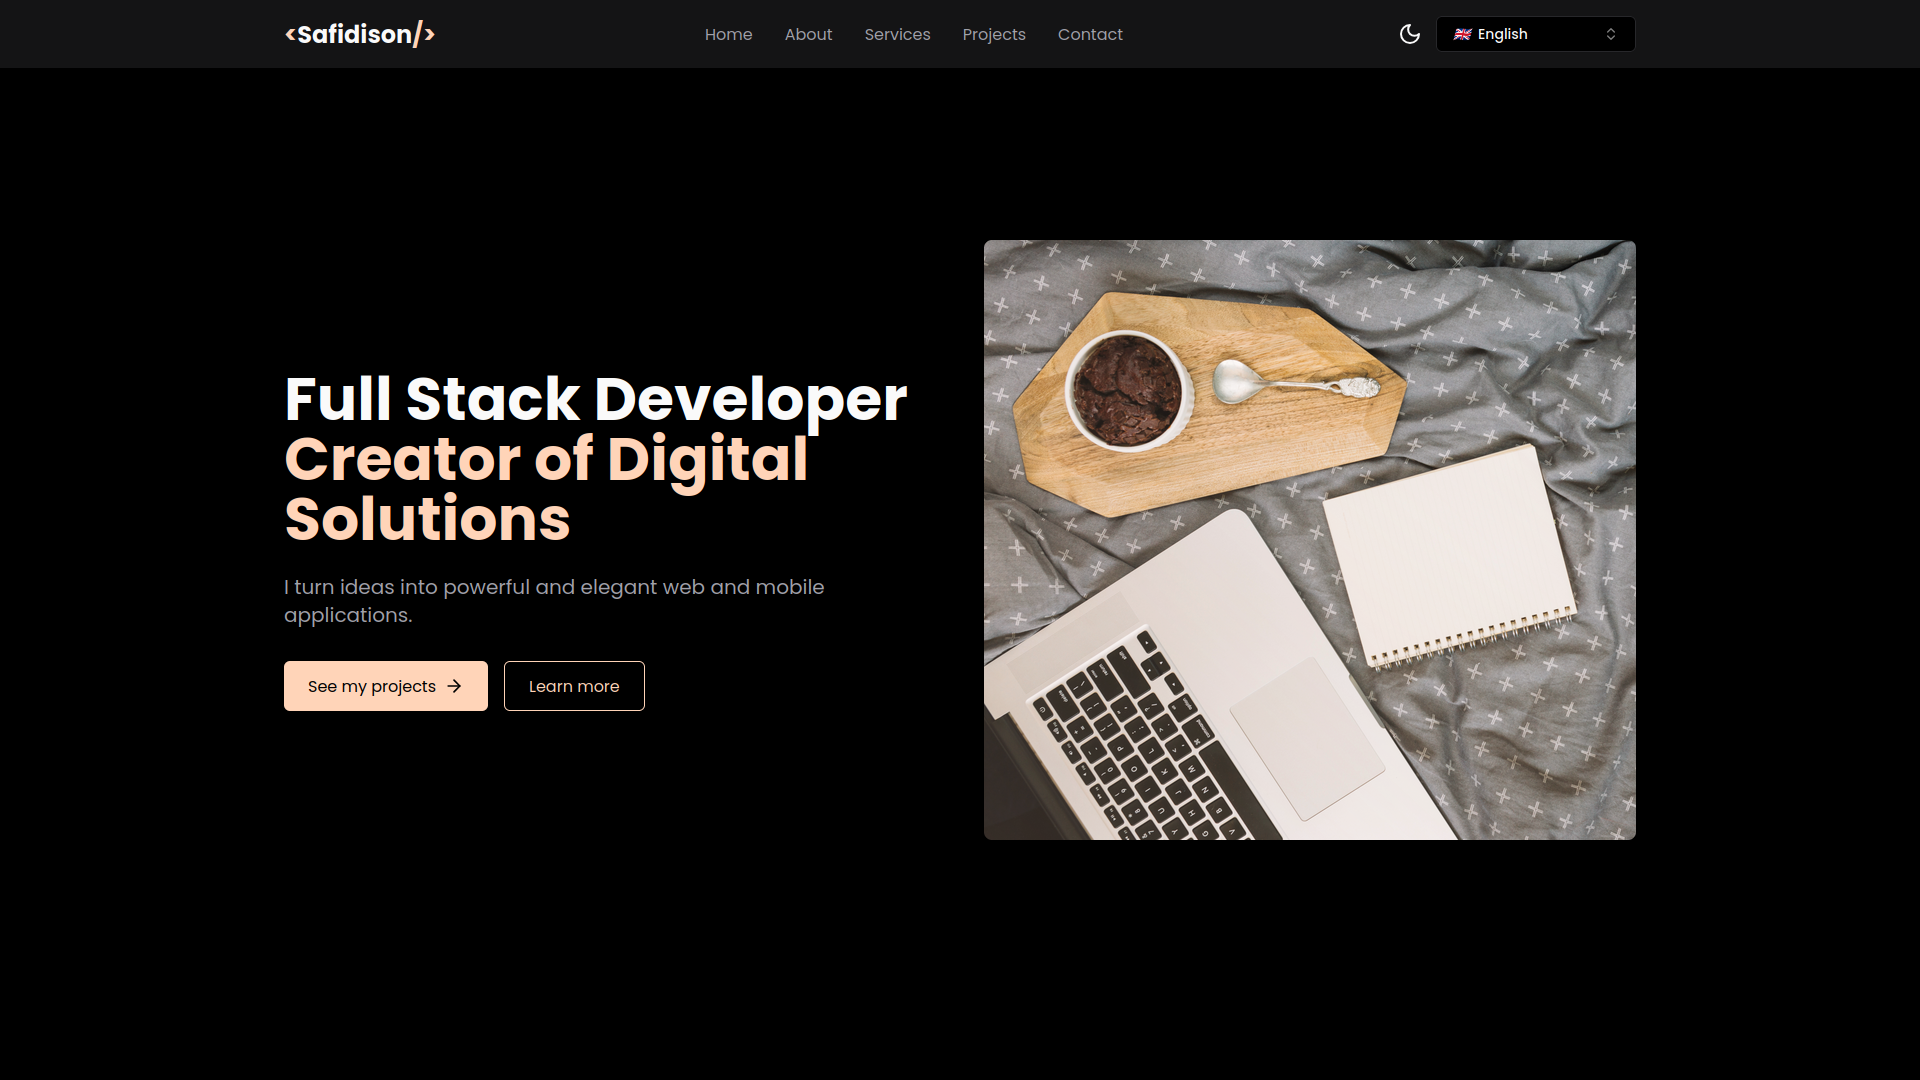 <Safidison/>
Home About Services Projects Contact
English
Full Stack Developer
Creator of Digital
Solutions
I turn ideas into powerful and elegant web and mobile
applications.
See my projects
Learn more